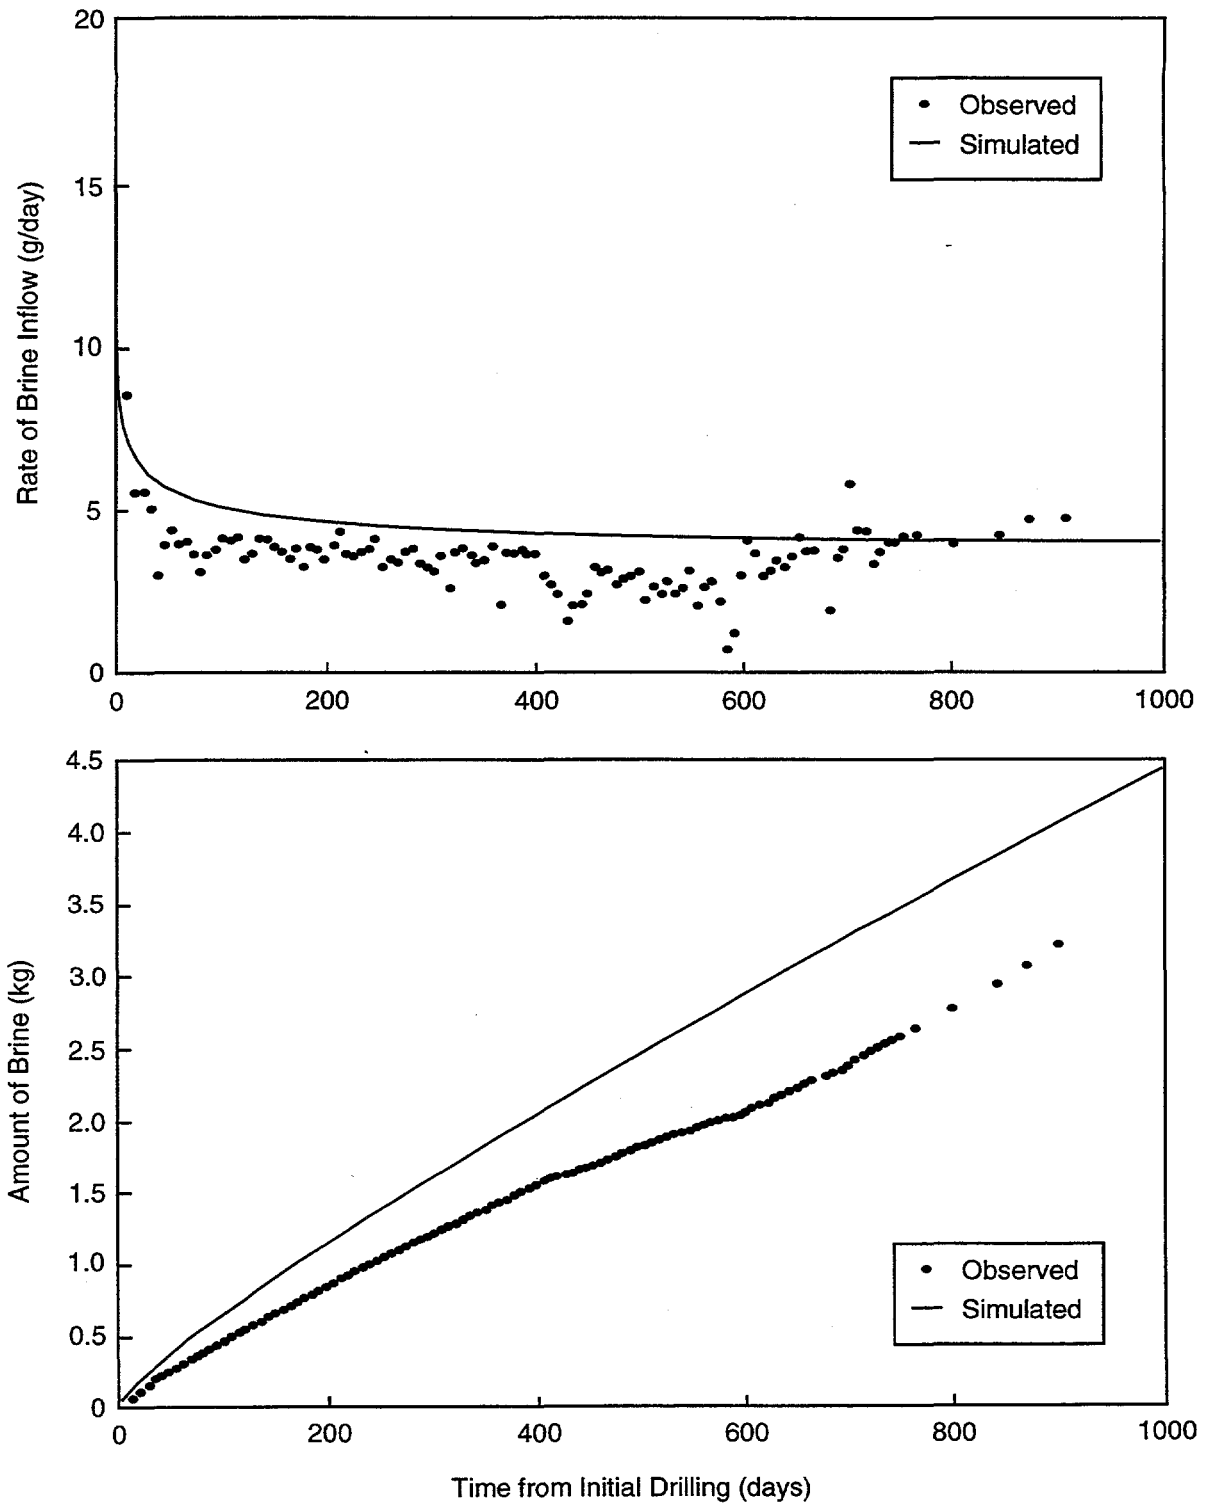 20
Observed
Simulated
15
10
5
0
Rate of Brine Inflow (g/day)
0 200 400 600 800 1000
4.5
4.0
3.5
3.0
2.5
2.0
1.5
1.0
0.5
0
Amount of Brine (kg)
Observed
Simulated
0 200 400 600 800 1000
Time from Initial Drilling (days)